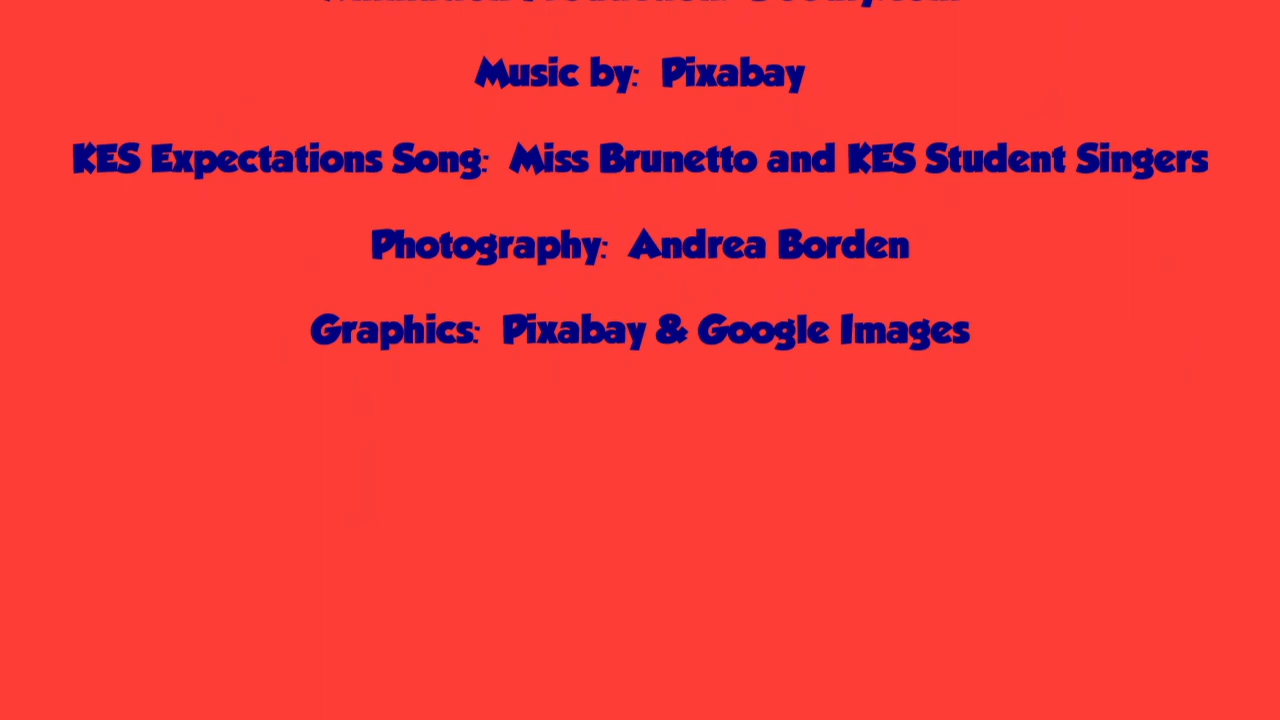 Music by: Pixabay
KES Expectations Song: Miss Brunetto and KES Student Singers
Photography: Andrea Borden
Graphics: Pixabay & Google Images